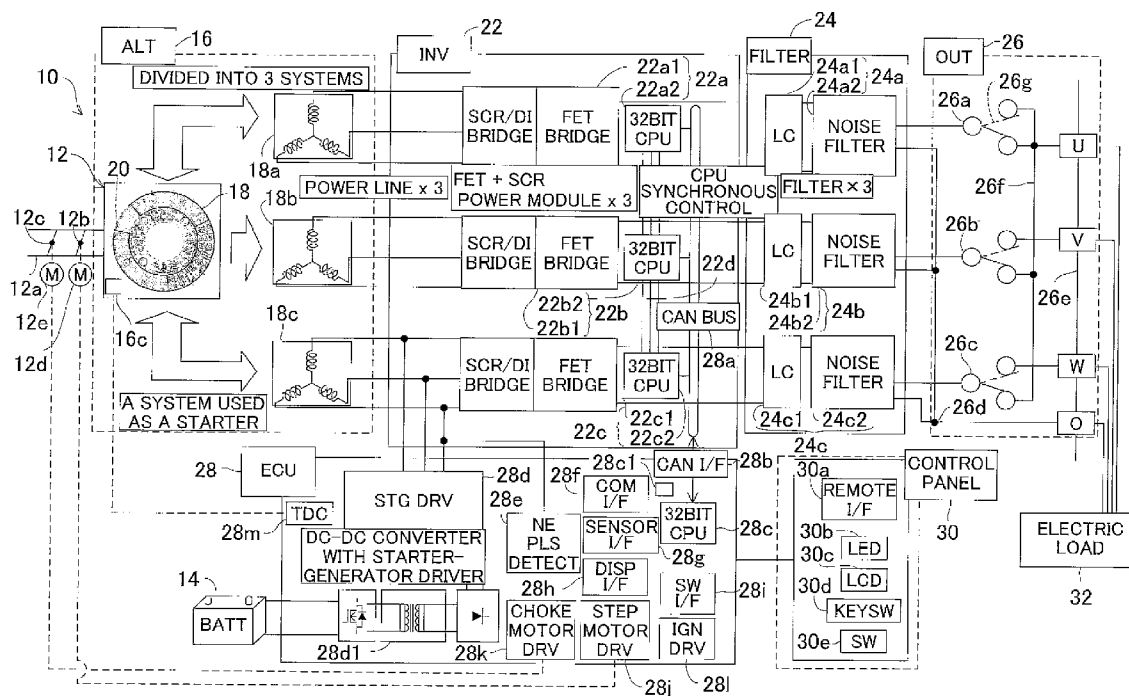 ALT
16
22
INV
24
FILTER
26
OUT
10
DIVIDED INTO 3 SYSTEMS
22a1
22a2
22a
24a1
24a2
24a
26a
26g
SCR/DI BRIDGE
FET BRIDGE
32BIT CPU
LC
NOISE FILTER
U
12
20
18
18a
26f
POWER LINE x 3
FET + SCR POWER MODULE x 3
CPU SYNCHRONOUS CONTROL
FILTER×3
12c
12b
18b
SCR/DI BRIDGE
FET BRIDGE
32BIT CPU
LC
NOISE FILTER
26b
V
M
M
12a
12e
12d
16c
22d
22b2
22b1
22b
24b1
24b2
24b
26e
18c
CAN BUS
28a
SCR/DI BRIDGE
FET BRIDGE
32BIT CPU
LC
NOISE FILTER
26c
W
A SYSTEM USED AS A STARTER
22c1
22c2
22c
24c1
24c2
24c
26d
O
28
ECU
28d
28e
28f
28c1
CAN I/F
28b
30a
CONTROL PANEL
30
STG DRV
COM I/F
REMOTE I/F
TDC
28m
NE PLS DETECT
SENSOR I/F
32BIT CPU
28c
28g
ELECTRIC LOAD
32
DC-DC CONVERTER WITH STARTER-GENERATOR DRIVER
30b
LED
30c
LCD
14
28h
DISP I/F
SW I/F
28i
30d
KEYSW
BATT
28d1
28k
CHOKE MOTOR DRV
STEP MOTOR DRV
IGN DRV
30e
SW
28j
28l